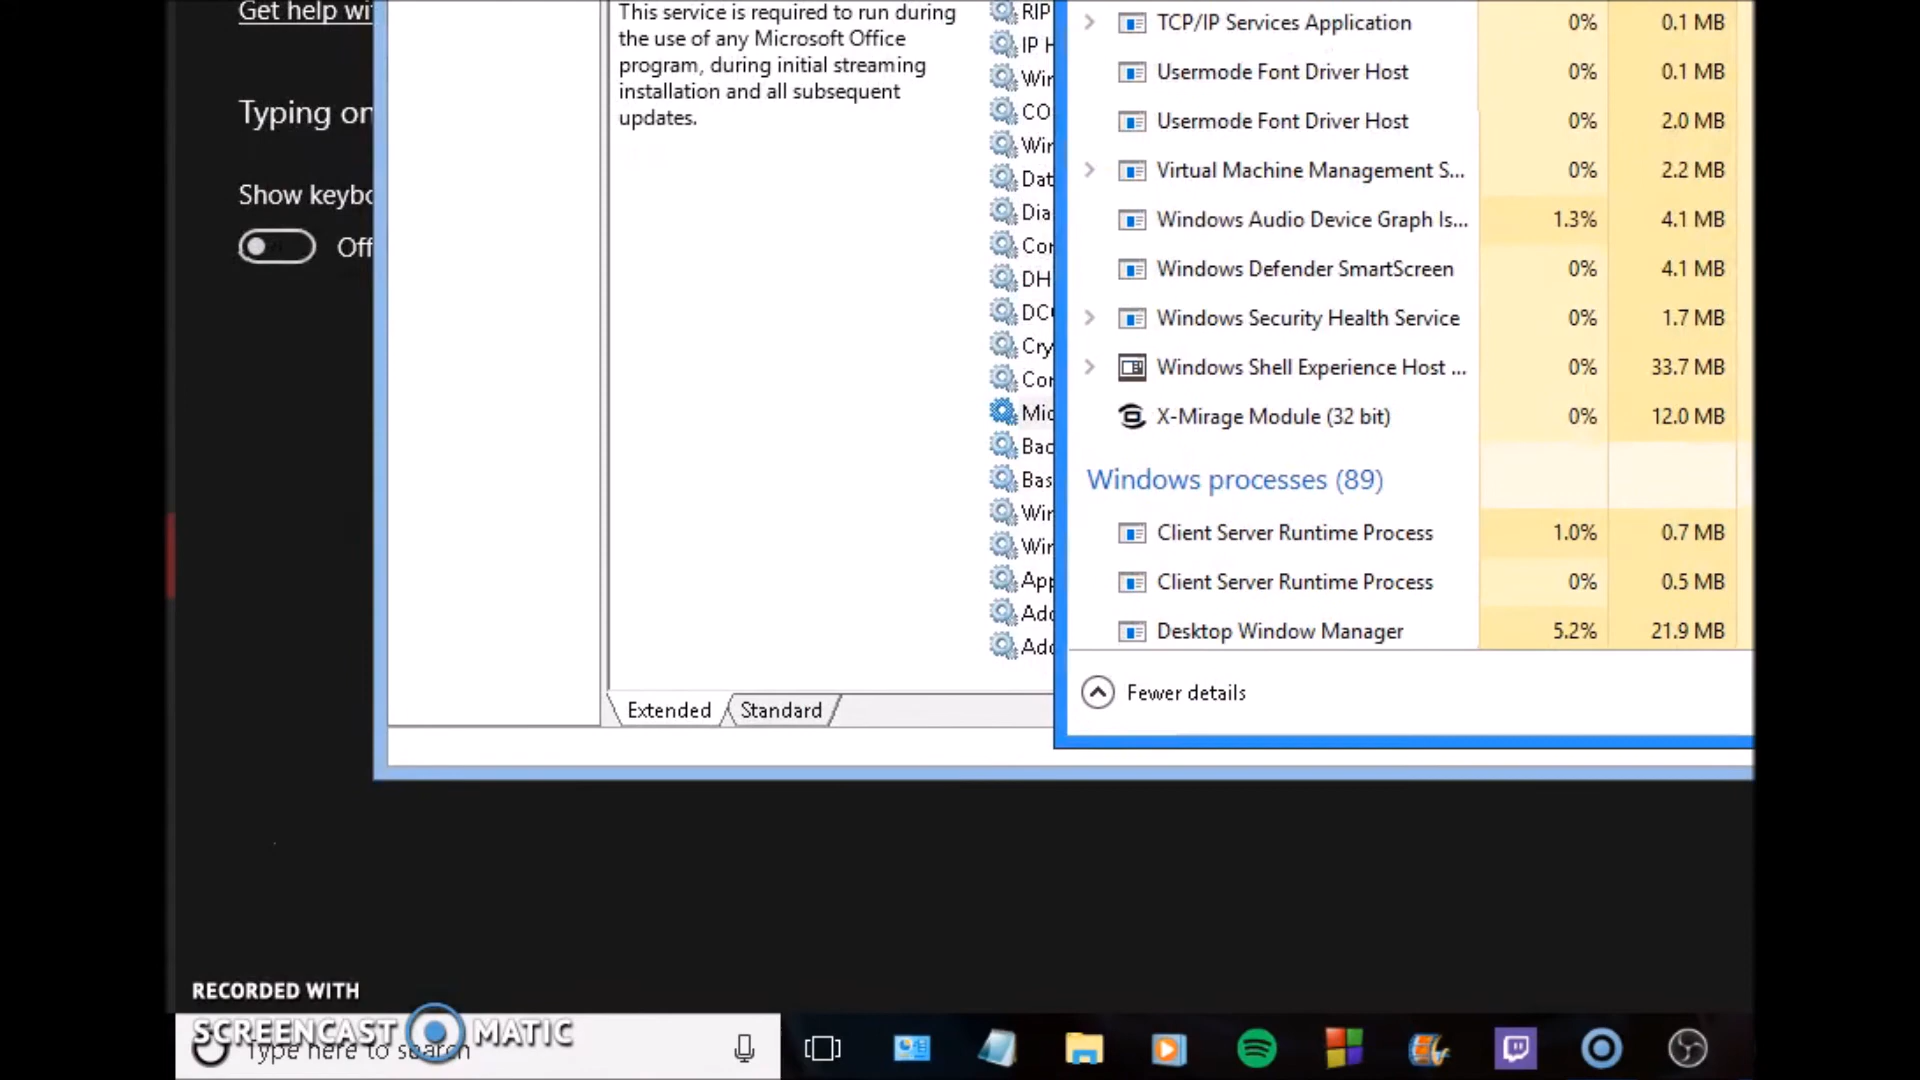 Get help wi
Typing on
Show keybo
Off
This service is required to run during
the use of any Microsoft Office
program, during initial streaming
installation and all subsequent
updates.
RIP
IP H
Wir
CO
Wir
Dat
Dia
Cor
DH
DC
Cry
Cor
Mic
Bac
Bas
Wir
Wir
App
Add
Add
Extended
Standard
TCP/IP Services Application 0% 0.1 MB
Usermode Font Driver Host 0% 0.1 MB
Usermode Font Driver Host 0% 2.0 MB
Virtual Machine Management S... 0% 2.2 MB
Windows Audio Device Graph Is... 1.3% 4.1 MB
Windows Defender SmartScreen 0% 4.1 MB
Windows Security Health Service 0% 1.7 MB
Windows Shell Experience Host ... 0% 33.7 MB
X-Mirage Module (32 bit) 0% 12.0 MB
Windows processes (89)
Client Server Runtime Process 1.0% 0.7 MB
Client Server Runtime Process 0% 0.5 MB
Desktop Window Manager 5.2% 21.9 MB
Fewer details
RECORDED WITH
SCREENCAST MATIC
Type here to search